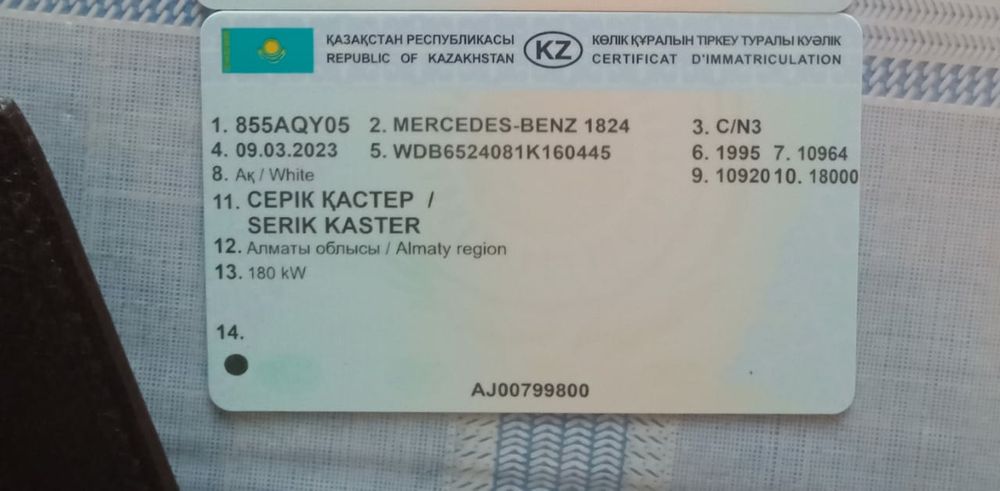 ҚАЗАҚСТАН РЕСПУБЛИКАСЫ KZ КӨЛІК ҚҰРАЛЫН ТІРКЕУ ТУРАЛЫ КУӘЛІК
REPUBLIC OF KAZAKHSTAN CERTIFICAT D'IMMATRICULATION
1. 855AQY05 2. MERCEDES-BENZ 1824 3. C/N3
4. 09.03.2023 5. WDB6524081K160445 6. 1995 7. 10964
8. Ақ / White 9. 10920 10. 18000
11. СЕРІК ҚАСТЕР /
SERIK KASTER
12. Алматы облысы / Almaty region
13. 180 kW
14.
AJ00799800